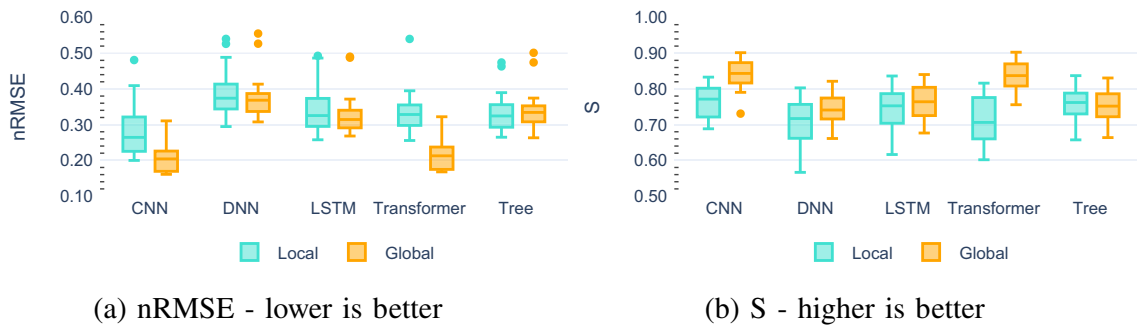 0.60
0.50
0.40
0.30
0.20
0.10
nRMSE
CNN DNN LSTM Transformer Tree
Local Global
(a) nRMSE - lower is better
1.00
0.90
0.80
0.70
0.60
0.50
S
CNN DNN LSTM Transformer Tree
Local Global
(b) S - higher is better